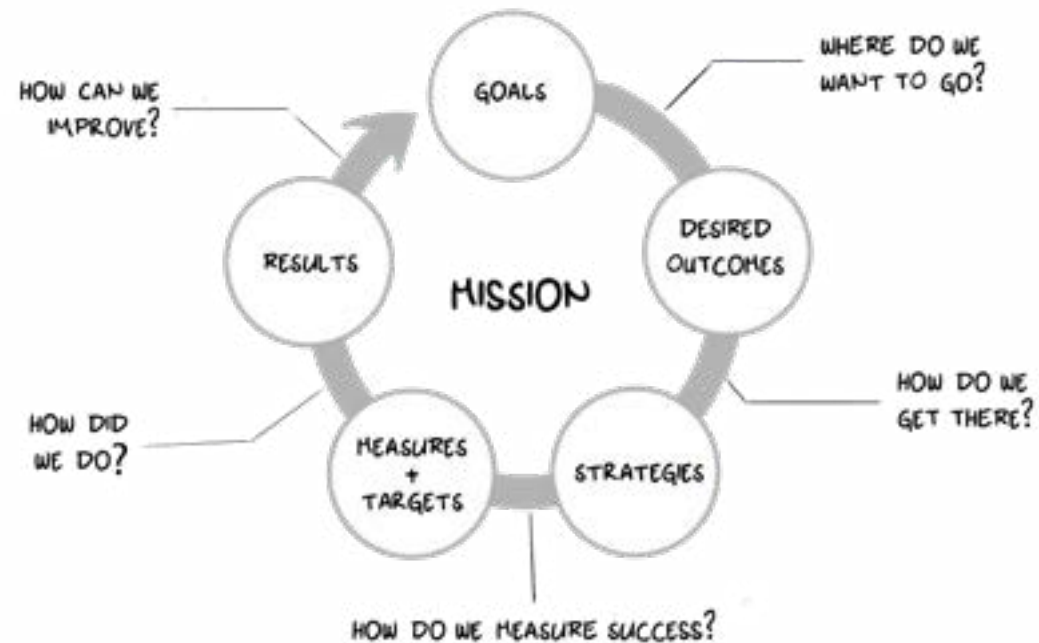 GOALS
WHERE DO WE
WANT TO GO?
DESIRED
OUTCOMES
HOW DO WE
GET THERE?
STRATEGIES
HOW DO WE MEASURE SUCCESS?
MEASURES
+
TARGETS
HOW DID
WE DO?
RESULTS
HOW CAN WE
IMPROVE?
MISSION